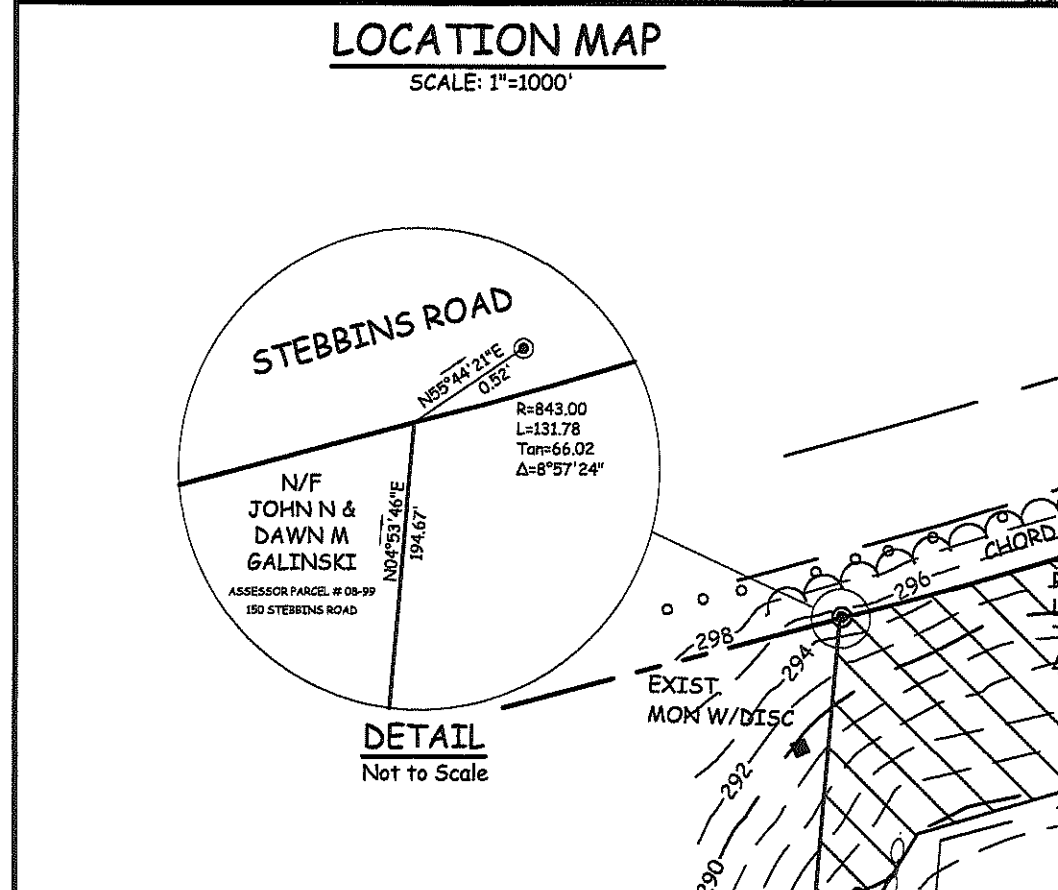 LOCATION MAP
SCALE: 1"=1000'
STEBBINS ROAD
N55°44'21"E
0.52'
R=843.00
L=131.78
Tan=66.02
Δ=8°57'24"
N/F
JOHN N &
DAWN M
GALINSKI
ASSESSOR PARCEL # 08-99
150 STEBBINS ROAD
N04°53'46"E
194.67'
DETAIL
Not to Scale
CHORD
296
298
294
EXIST
MON W/DISC
292
290